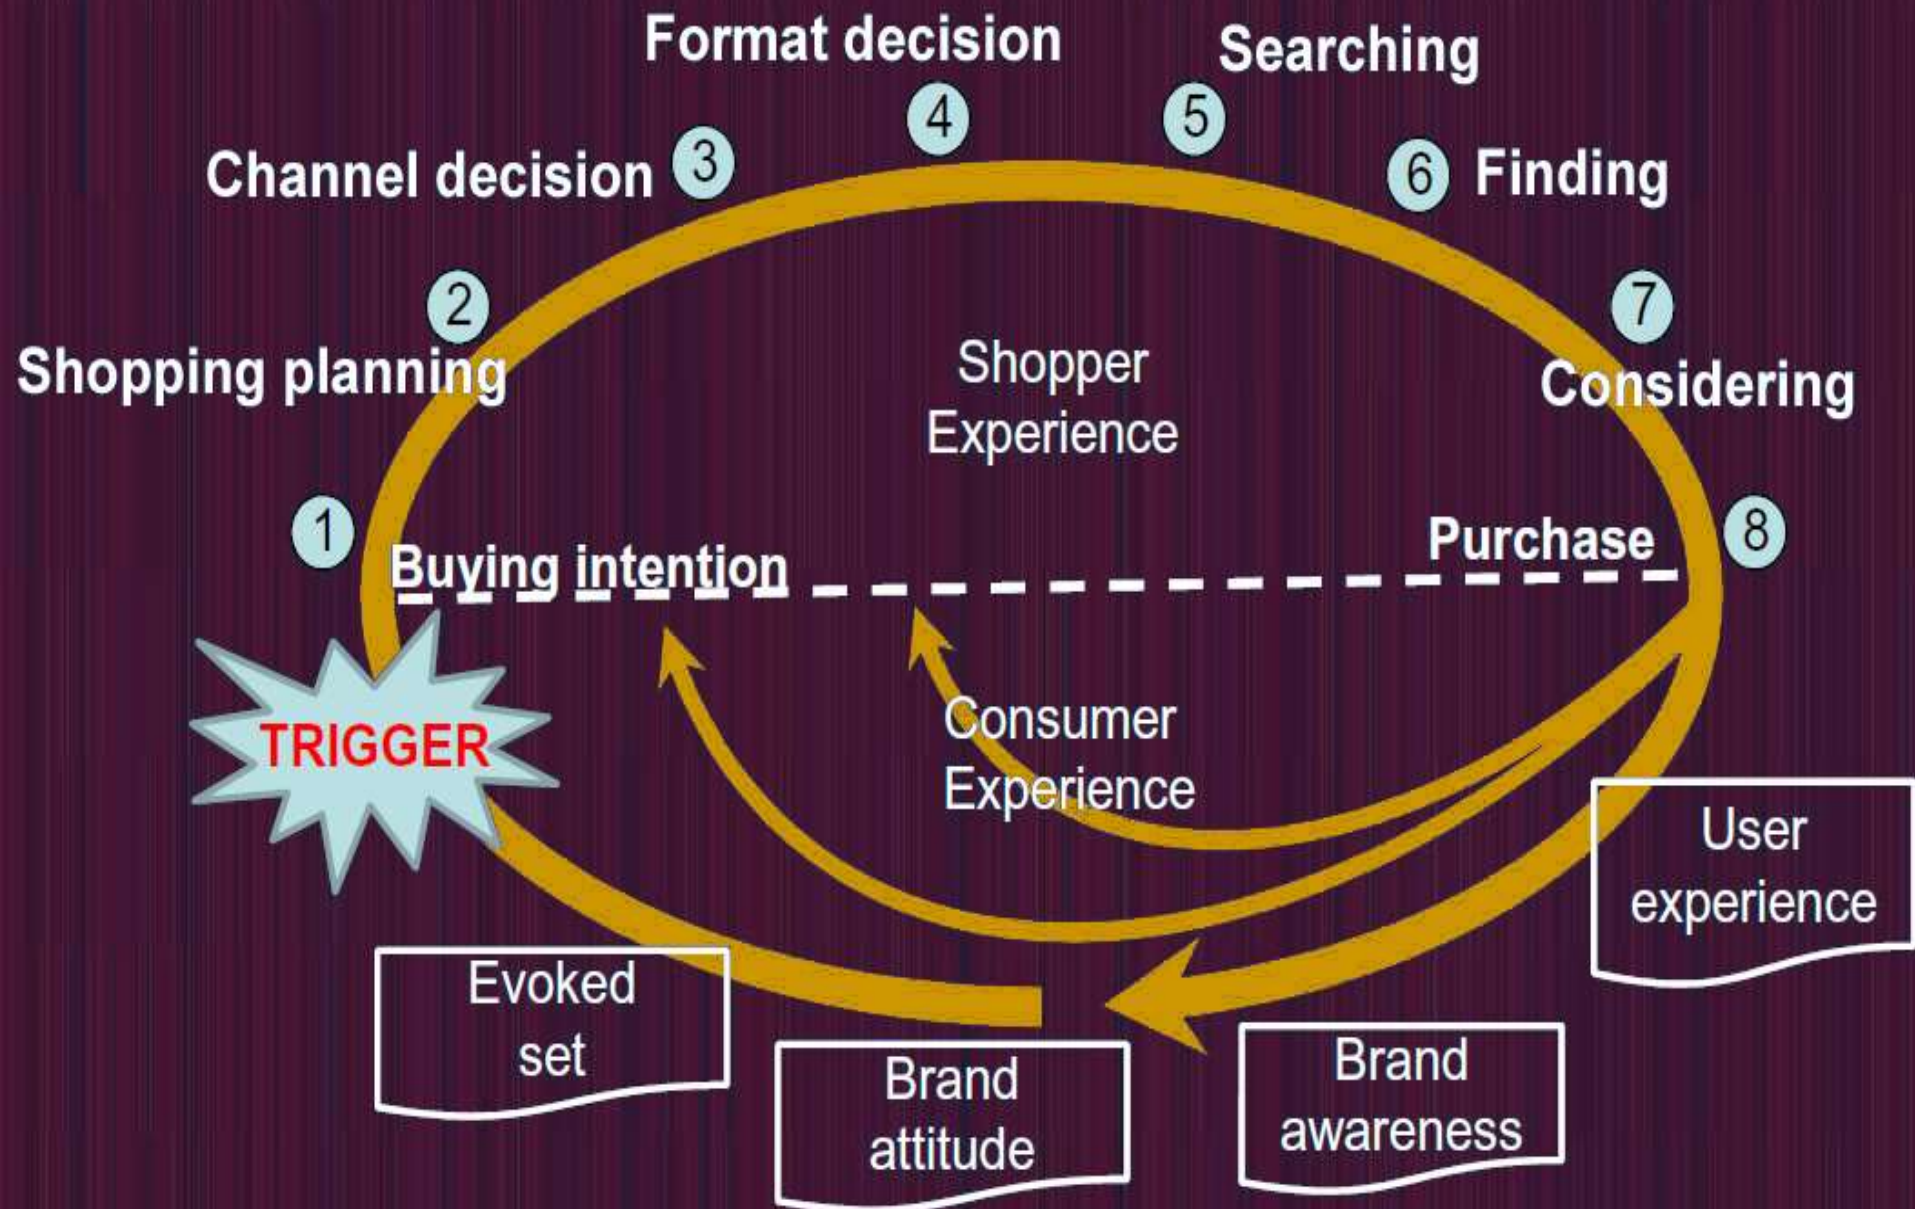 Format decision
Searching
4
5
3
Channel decision
6
Finding
2
7
Shopping planning
Shopper
Experience
Considering
1
Buying intention
Purchase
8
TRIGGER
Consumer
Experience
User
experience
Evoked
set
Brand
attitude
Brand
awareness